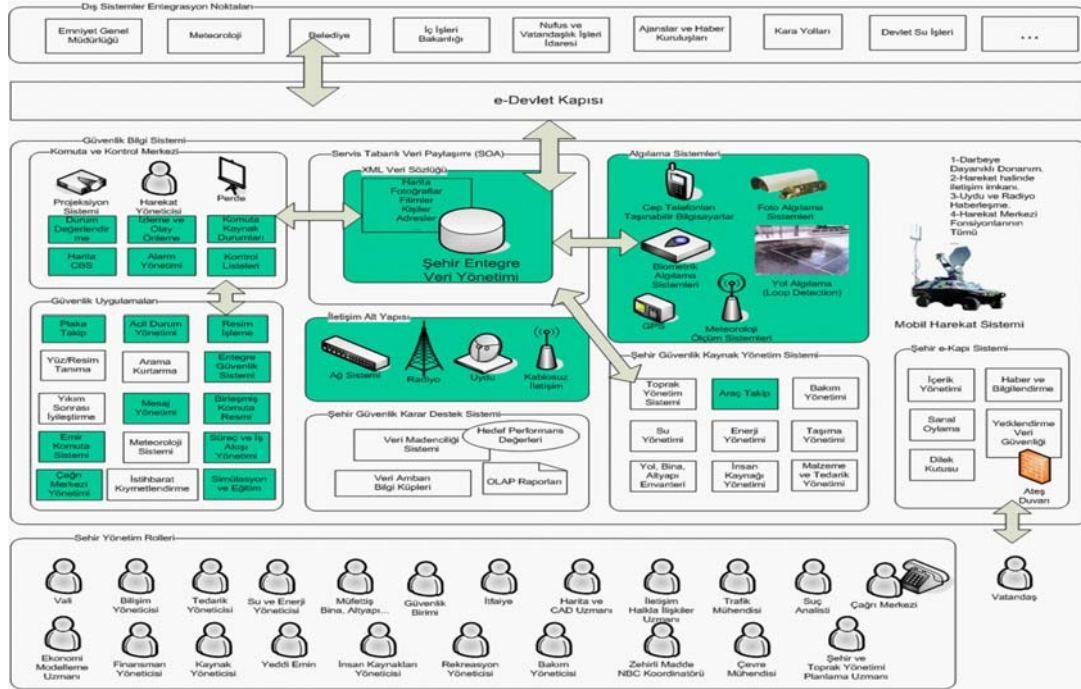 Dış Sistemler Entegrasyon Noktaları
Emniyet Genel
Müdürlüğü
Meteoroloji
Belediye
İç İşleri
Bakanlığı
Nufus ve
Vatandaşlık İşleri
İdaresi
Ajanslar ve Haber
Kuruluşları
Kara Yolları
Devlet Su İşleri
...
e-Devlet Kapısı
Güvenlik Bilgi Sistemi
Komuta ve Kontrol Merkezi
Projeksiyon
Sistemi
Harekat
Yöneticisi
Perde
Durum
Değerlendir
me
İzleme ve
Olay
Önleme
Komuta
Kaynak
Durumları
Harita
CBS
Alarm
Yönetimi
Kontrol
Listeleri
Servis Tabanlı Veri Paylaşımı (SOA)
XML Veri Sözlüğü
Harita
Fotoğraflar
Filimler
Kişiler
Adresler
...
Şehir Entegre
Veri Yönetimi
Algılama Sistemleri
Cep Telefonları
Taşınabilir Bilgisayarlar
Foto Algılama
Sistemleri
Biometrik
Algılama
Sistemleri
Yol Algılama
(Loop Detection)
GPS
Meteoroloji
Ölçüm Sistemleri
1-Darbeye
Dayanıklı Donanım.
2-Hareket halinde
iletişim imkanı.
3-Uydu ve Radiyo
Haberleşme.
4-Hareket Merkezi
Fonsiyonlarının
Tümü
Mobil Harekat Sistemi
Güvenlik Uygulamaları
Plaka
Takip
Acil Durum
Yönetimi
Resim
İşleme
Yüz/Resim
Tanıma
Arama
Kurtarma
Entegre
Güvenlik
Sistemi
Yıkım
Sonrası
İyileştirme
Mesaj
Yönetimi
Birleşmiş
Komuta
Resmi
Emir
Komuta
Sistemi
Meteoroloji
Sistemi
Süreç ve İş
Akışı
Yönetimi
Çağrı
Merkezi
Yönetimi
İstihbarat
Kıymetlendirme
Simülasyon
ve Eğitim
İletişim Alt Yapısı
Ağ Sistemi
Radiyo
Uydu
Kablosuz
İletişim
Şehir Güvenlik Karar Destek Sistemi
Veri Madenciliği
Sistemi
Hedef Performans
Değerleri
Veri Ambarı
Bilgi Küpleri
OLAP Raporları
Şehir Güvenlik Kaynak Yönetim Sistemi
Toprak
Yönetim
Sistemi
Araç Takip
Bakım
Yönetimi
Su
Yönetimi
Enerji
Yönetimi
Taşıma
Yönetimi
Yol, Bina,
Altyapı
Envanteri
İnsan
Kaynağı
Yönetimi
Malzeme
ve Tedarik
Yönetimi
Şehir e-Kapı Sistemi
İçerik
Yönetimi
Haber ve
Bilgilendirme
Sanal
Oylama
Yetklendirme
Veri
Güvenliği
Dilek
Kutusu
Ateş
Duvarı
Vatandaş
Şehir Yönetim Rolleri
Vali
Bilişim
Yöneticisi
Tedarik
Yöneticisi
Su ve Enerji
Yöneticisi
Müfettiş
Bina, Altyapı...
Güvenlik
Birimi
İtfaiye
Harita ve
CAD Uzmanı
İletişim
Halkla İlişkiler
Uzmanı
Trafik
Mühendisi
Suç
Analisti
Çağrı Merkezi
Ekonomi
Modelleme
Uzmanı
Finansman
Yöneticisi
Kaynak
Yöneticisi
Yeddi Emin
İnsan Kaynakları
Yöneticisi
Rekreasyon
Yöneticisi
Bakım
Yöneticisi
Zehirli Madde
NBC Koordinatörü
Çevre
Mühendisi
Şehir ve
Toprak Yönetimi
Planlama Uzmanı